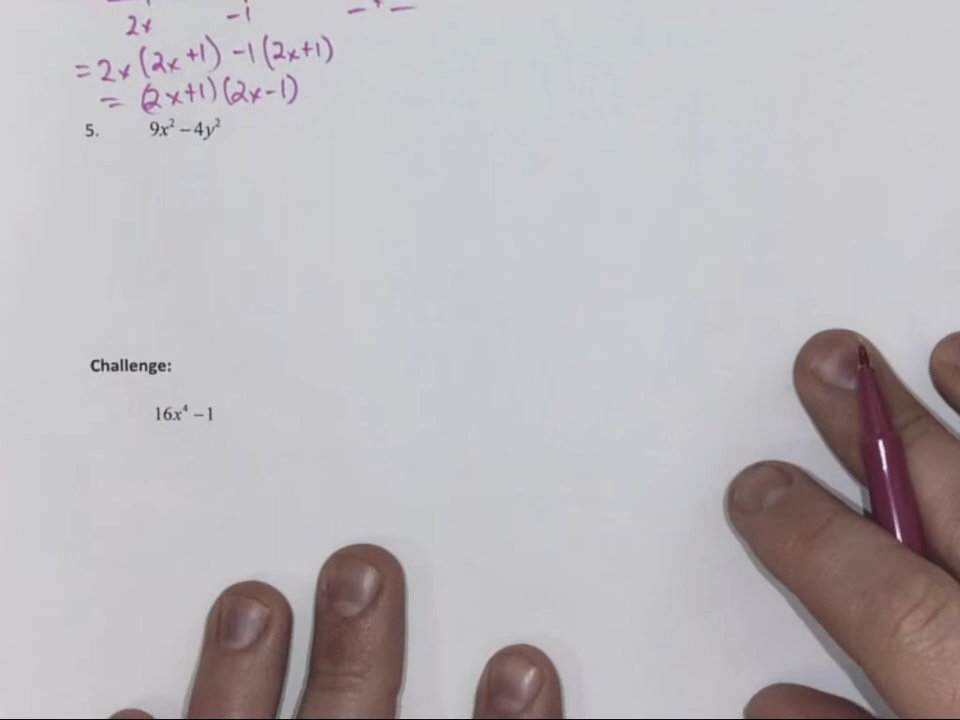 2x -1 - + -
= 2x (2x+1) -1 (2x+1)
= (2x+1)(2x-1)
5. 9x² – 4y²
Challenge:
16x⁴ – 1